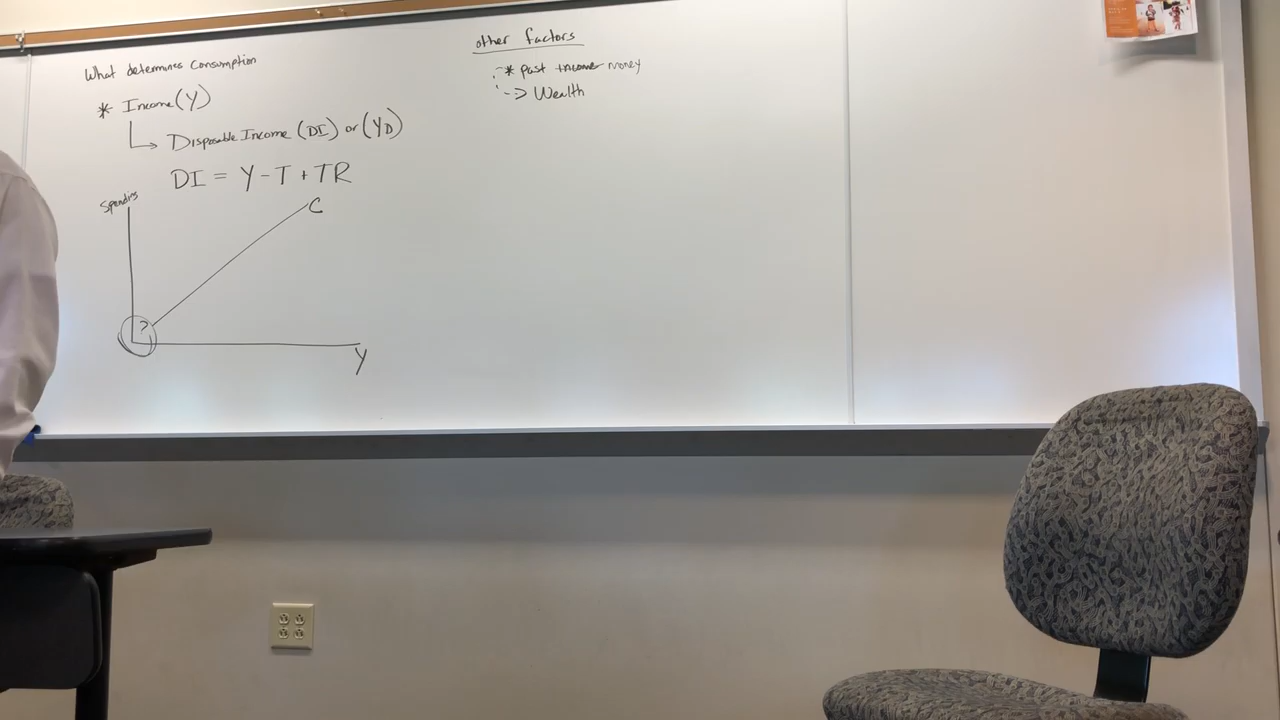 What determines Consumption
* Income (Y)
Disposable Income (DI) or (YD)
DI = Y - T + TR
Spending
C
?
Y
other factors
* past income money
-> Wealth